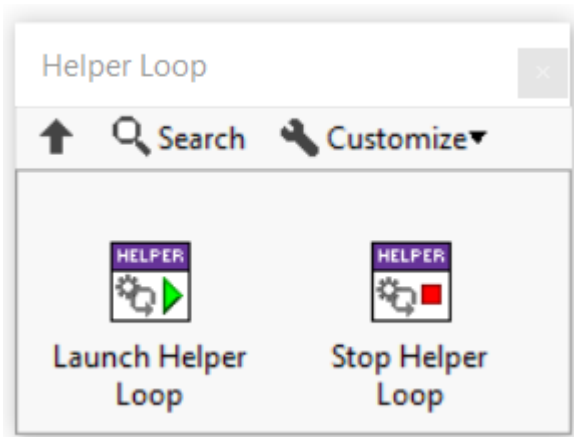 Helper Loop
Search Customize
HELPER HELPER
Launch Helper Stop Helper
Loop Loop